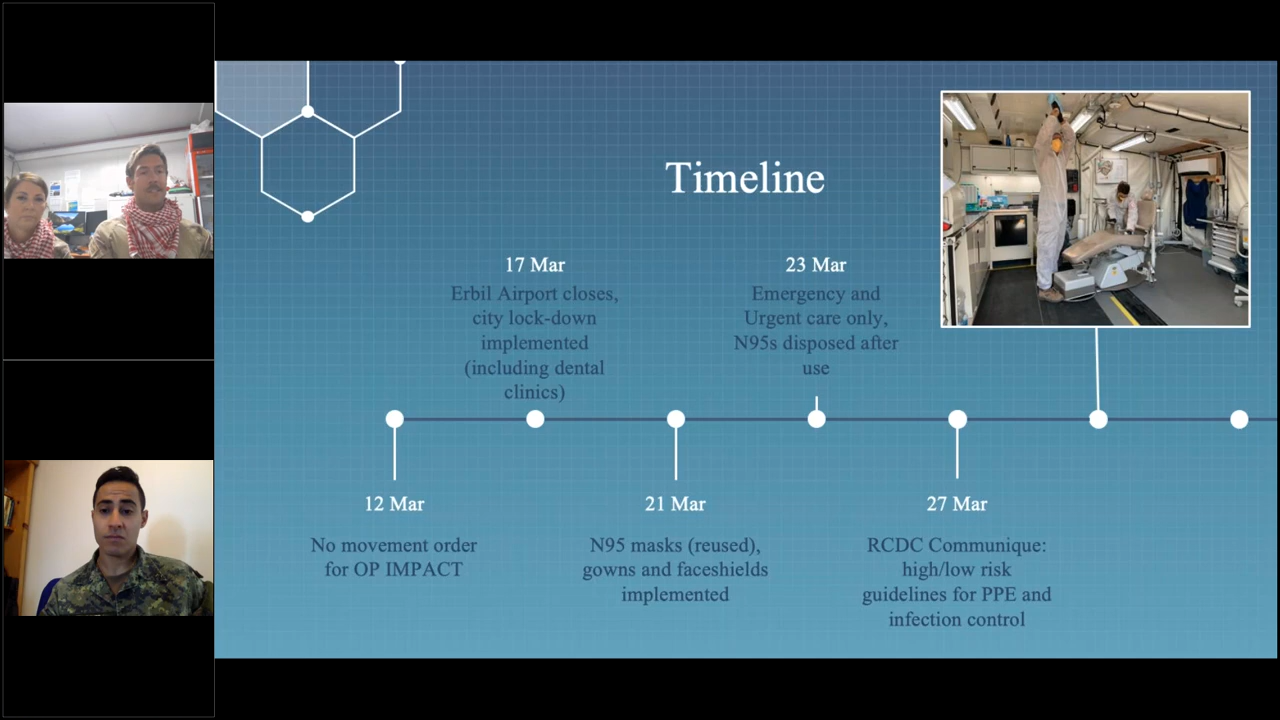 Timeline
17 Mar
Erbil Airport closes,
city lock-down
implemented
(including dental
clinics)
23 Mar
Emergency and
Urgent care only,
N95s disposed after
use
12 Mar
No movement order
for OP IMPACT
21 Mar
N95 masks (reused),
gowns and faceshields
implemented
27 Mar
RCDC Communique:
high/low risk
guidelines for PPE and
infection control